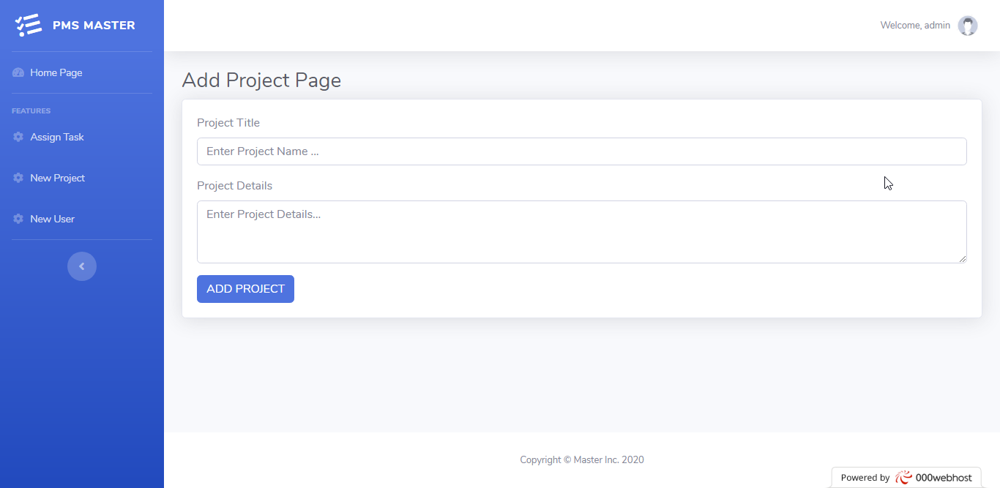 PMS MASTER
Welcome, admin
Home Page
FEATURES
Assign Task
New Project
New User
Add Project Page
Project Title
Enter Project Name ...
Project Details
Enter Project Details...
ADD PROJECT
Copyright © Master Inc. 2020
Powered by 000webhost